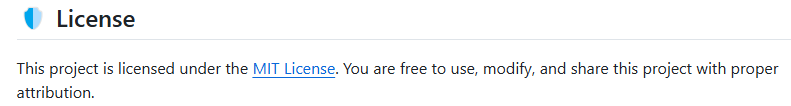 License
This project is licensed under the MIT License. You are free to use, modify, and share this project with proper
attribution.